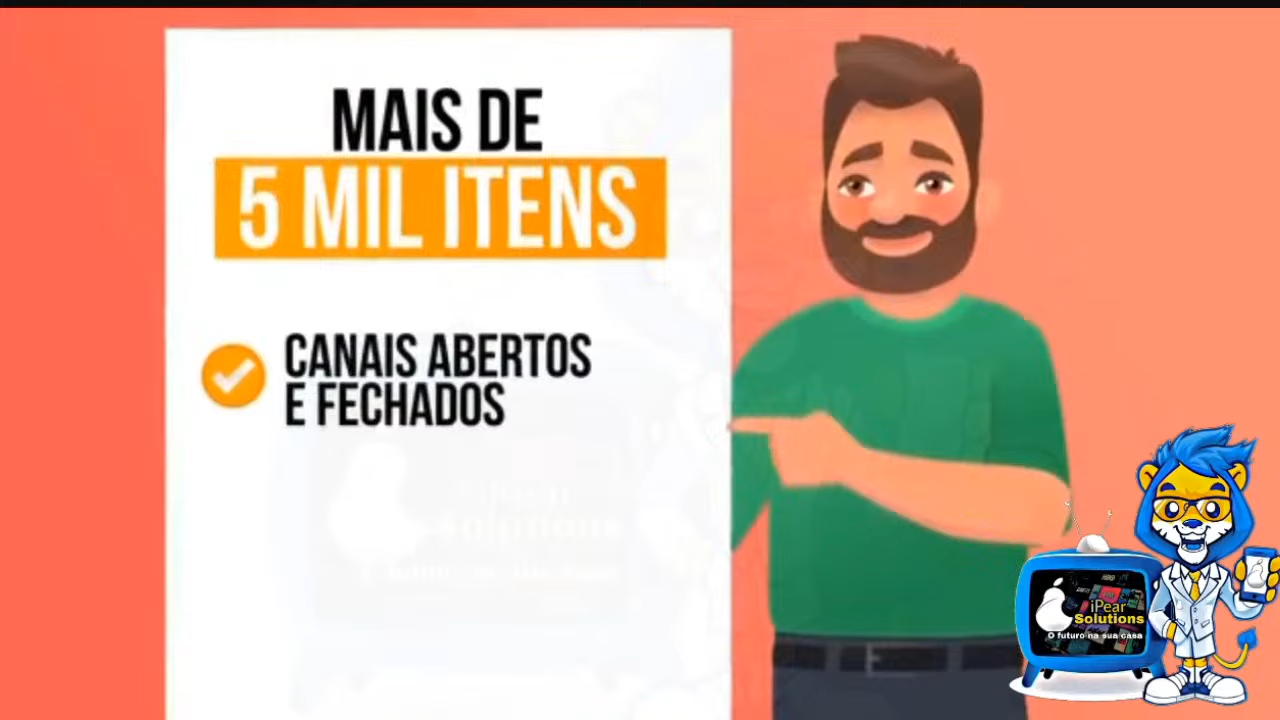 MAIS DE
5 MIL ITENS
CANAIS ABERTOS
E FECHADOS
iPear
Solutions
O futuro na sua casa